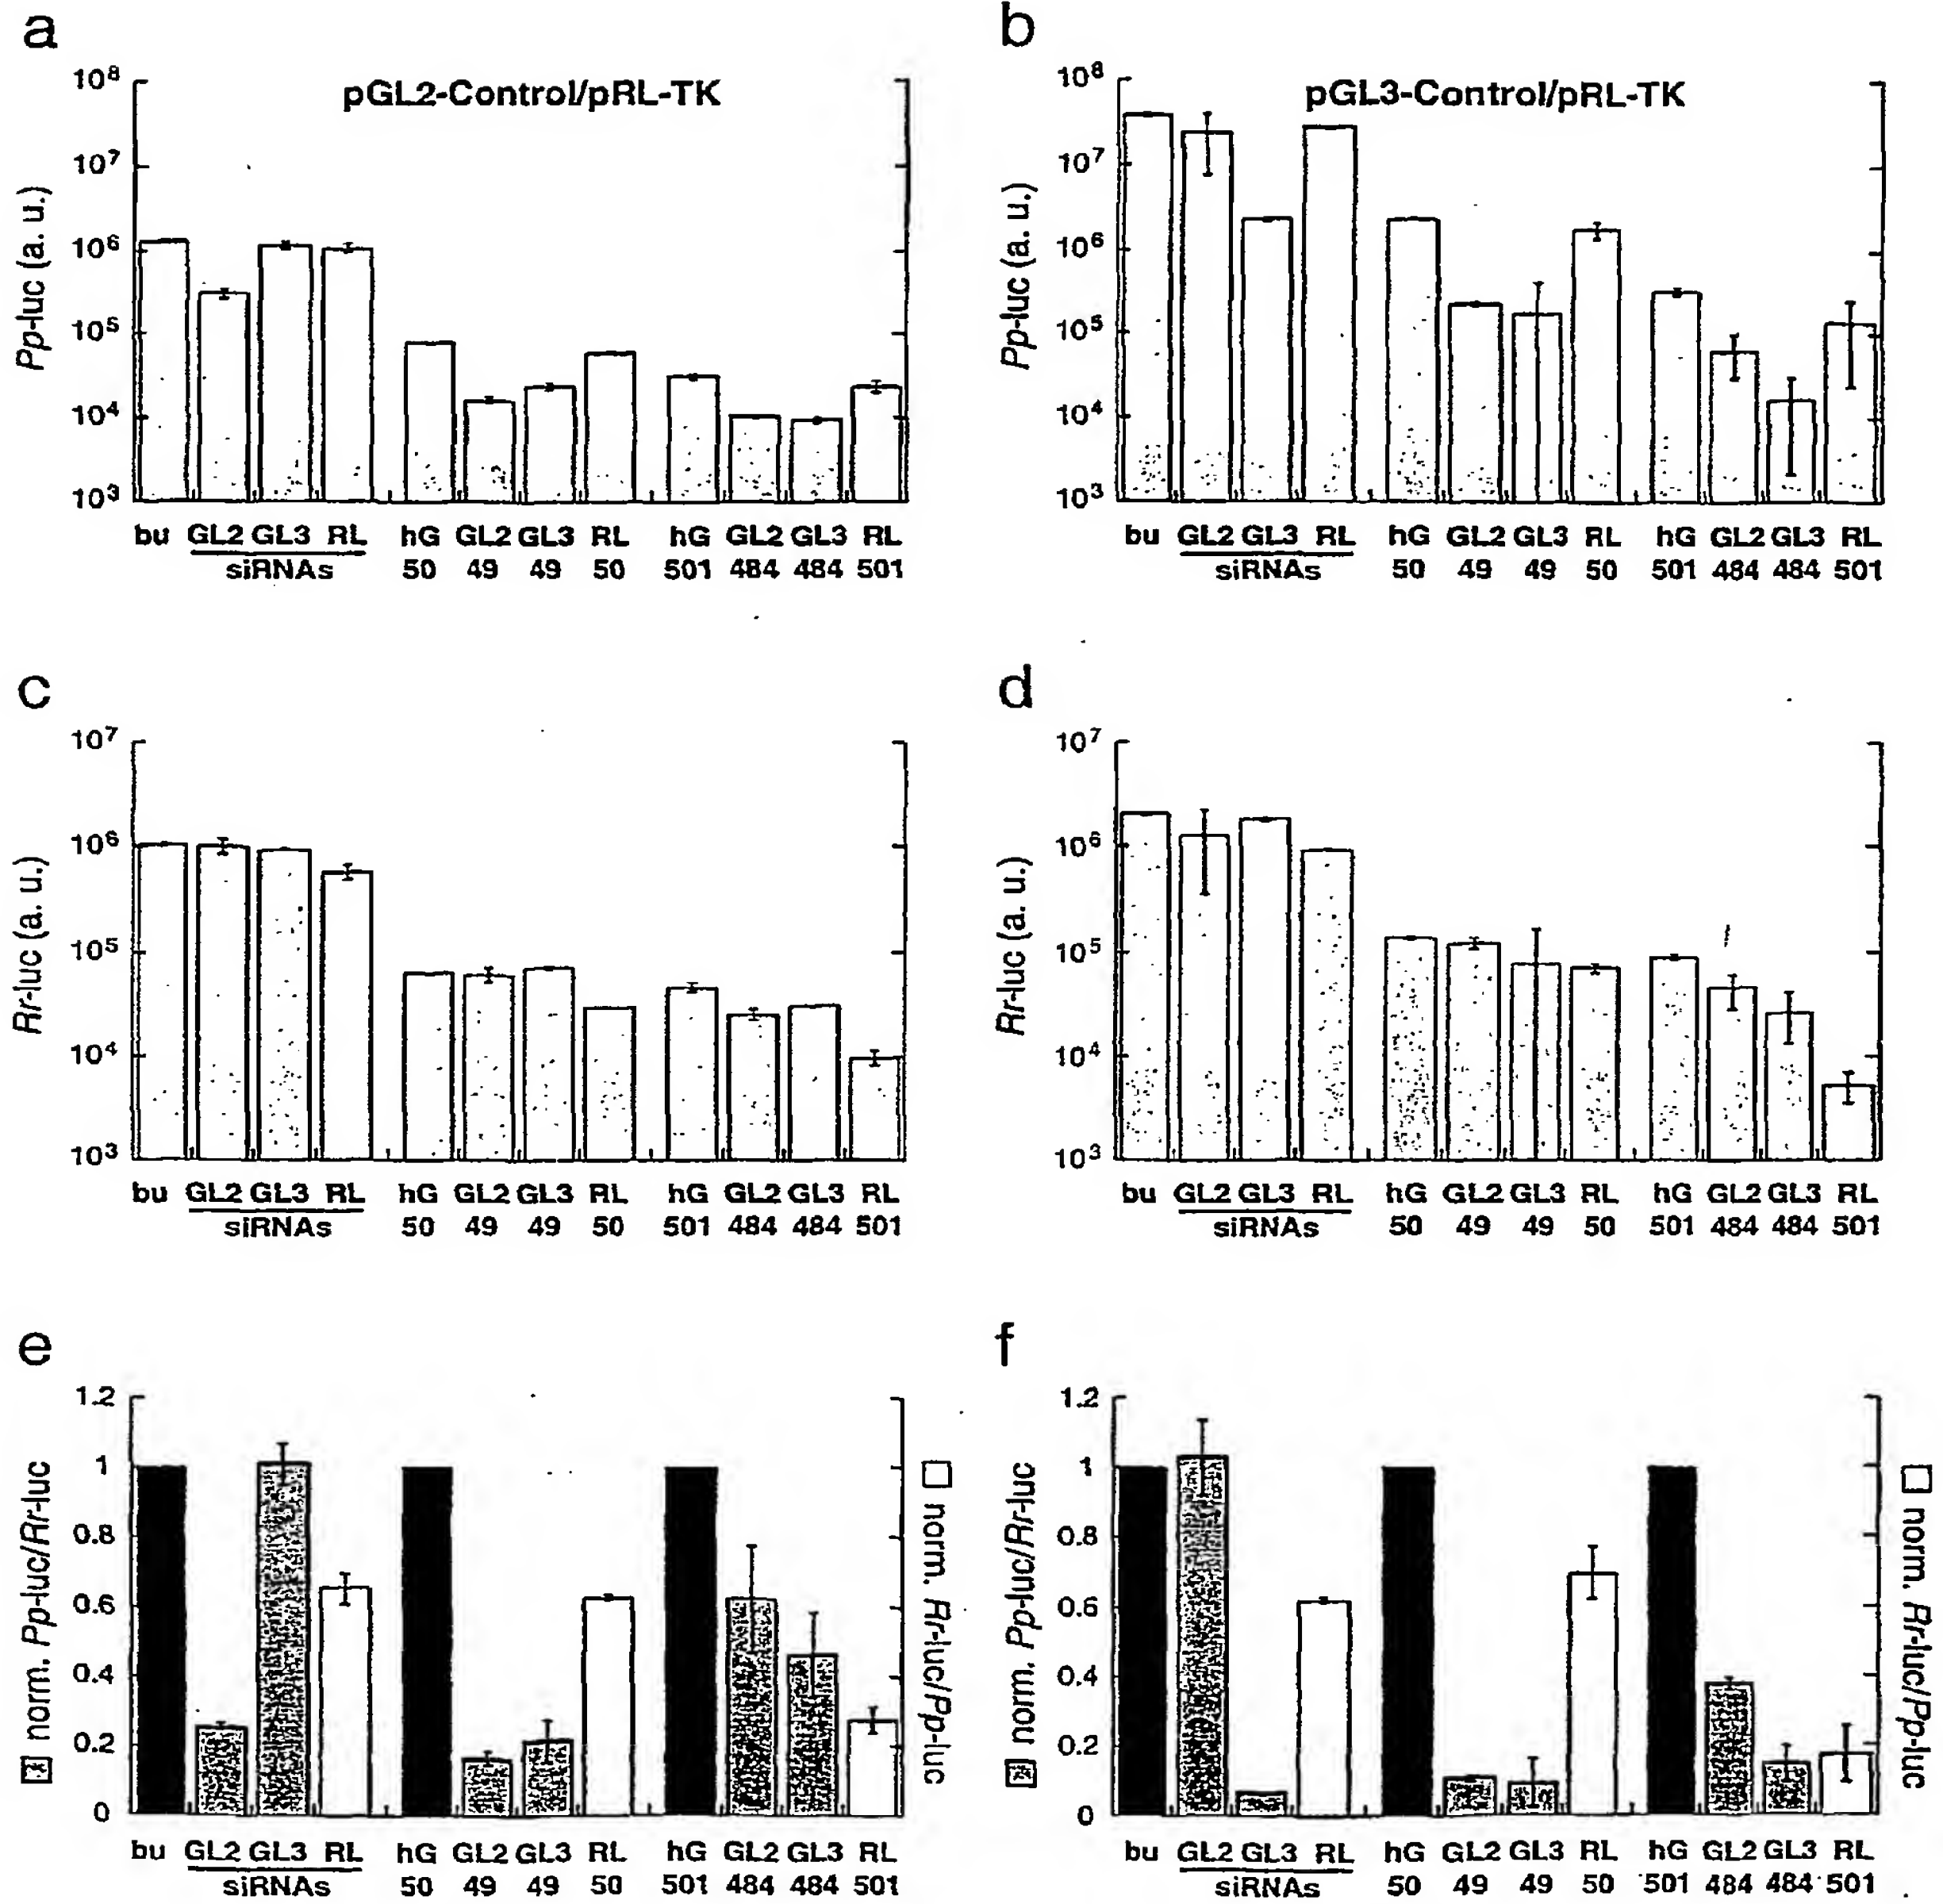 a
pGL2-Control/pRL-TK
Pp-luc (a. u.)
10⁸
10⁷
10⁶
10⁵
10⁴
10³
bu GL2 GL3 RL hG GL2 GL3 RL hG GL2 GL3 RL
siRNAs 50 49 49 50 501 484 484 501
b
pGL3-Control/pRL-TK
Pp-luc (a. u.)
10⁸
10⁷
10⁶
10⁵
10⁴
10³
bu GL2 GL3 RL hG GL2 GL3 RL hG GL2 GL3 RL
siRNAs 50 49 49 50 501 484 484 501
c
Rr-luc (a. u.)
10⁷
10⁶
10⁵
10⁴
10³
bu GL2 GL3 RL hG GL2 GL3 RL hG GL2 GL3 RL
siRNAs 50 49 49 50 501 484 484 501
d
Rr-luc (a. u.)
10⁷
10⁶
10⁵
10⁴
10³
bu GL2 GL3 RL hG GL2 GL3 RL hG GL2 GL3 RL
siRNAs 50 49 49 50 501 484 484 501
e
norm. Pp-luc/Rr-luc
1.2
1
0.8
0.6
0.4
0.2
0
norm. Rr-luc/Pp-luc
bu GL2 GL3 RL hG GL2 GL3 RL hG GL2 GL3 RL
siRNAs 50 49 49 50 501 484 484 501
f
norm. Pp-luc/Rr-luc
1.2
1
0.8
0.6
0.4
0.2
0
norm. Rr-luc/Pp-luc
bu GL2 GL3 RL hG GL2 GL3 RL hG GL2 GL3 RL
siRNAs 50 49 49 50 501 484 484 501